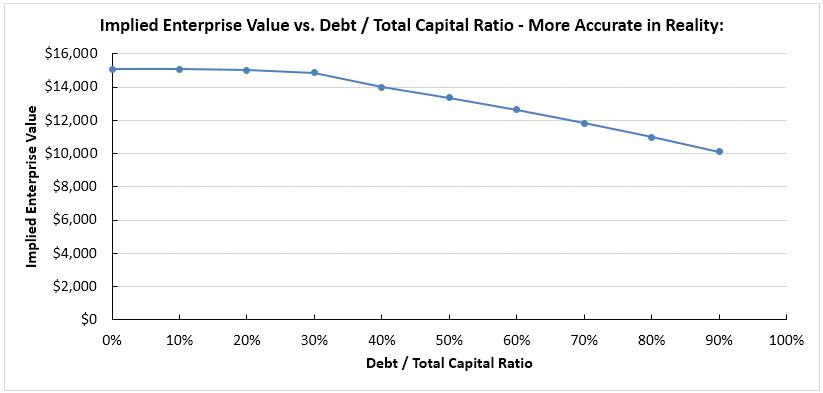 Implied Enterprise Value vs. Debt / Total Capital Ratio - More Accurate in Reality:
Implied Enterprise Value
$16,000
$14,000
$12,000
$10,000
$8,000
$6,000
$4,000
$2,000
$0
0% 10% 20% 30% 40% 50% 60% 70% 80% 90% 100%
Debt / Total Capital Ratio